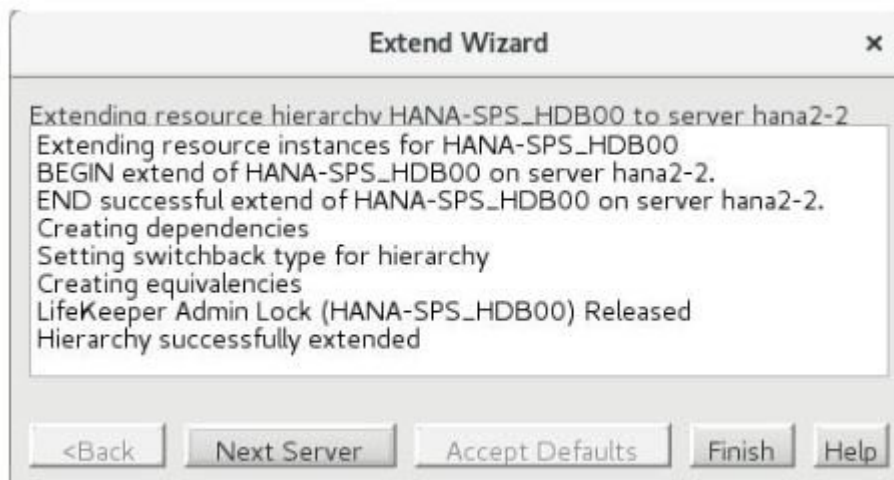 Extend Wizard
×
Extending resource hierarchy HANA-SPS_HDB00 to server hana2-2
Extending resource instances for HANA-SPS_HDB00
BEGIN extend of HANA-SPS_HDB00 on server hana2-2.
END successful extend of HANA-SPS_HDB00 on server hana2-2.
Creating dependencies
Setting switchback type for hierarchy
Creating equivalencies
LifeKeeper Admin Lock (HANA-SPS_HDB00) Released
Hierarchy successfully extended
<Back Next Server Accept Defaults Finish Help